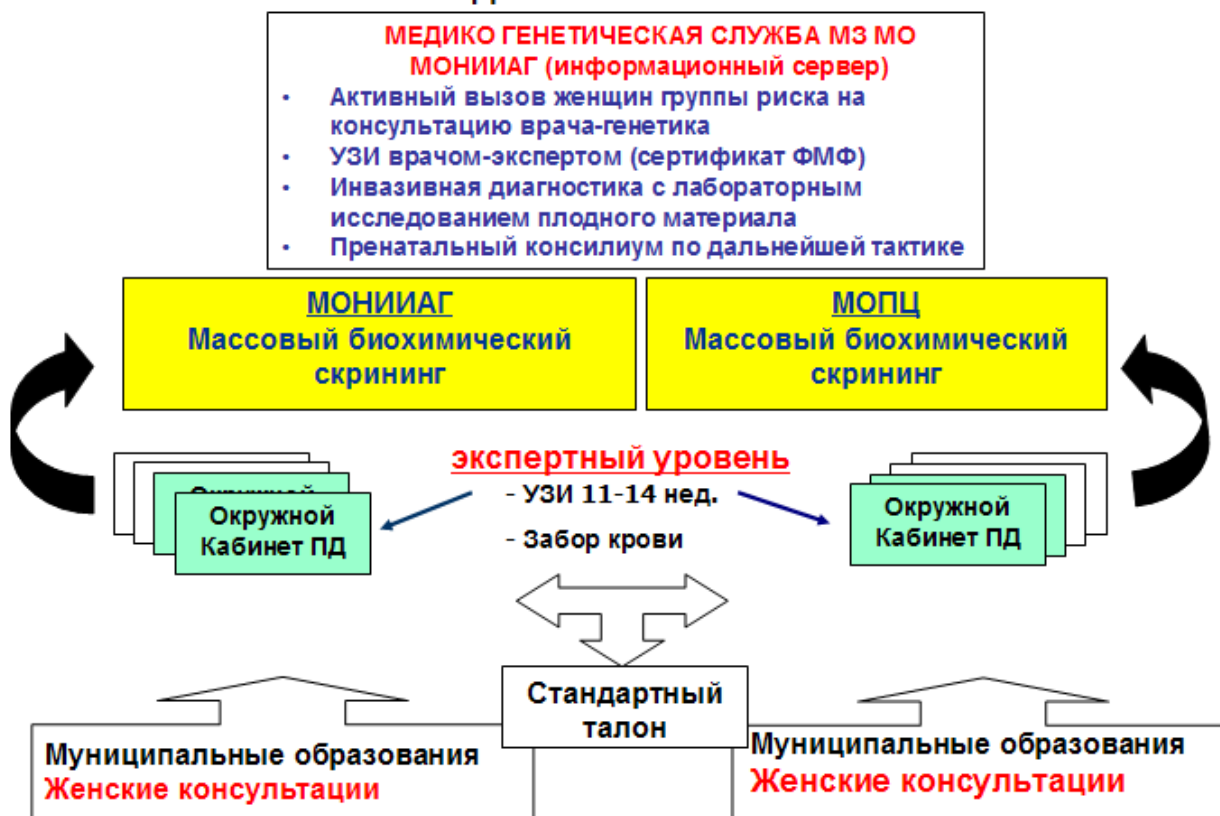 МЕДИКО ГЕНЕТИЧЕСКАЯ СЛУЖБА МЗ МО
МОНИИАГ (информационный сервер)
• Активный вызов женщин группы риска на
консультацию врача-генетика
• УЗИ врачом-экспертом (сертификат ФМФ)
• Инвазивная диагностика с лабораторным
исследованием плодного материала
• Пренатальный консилиум по дальнейшей тактике
МОНИИАГ
Массовый биохимический
скрининг
МОПЦ
Массовый биохимический
скрининг
экспертный уровень
- УЗИ 11-14 нед.
- Забор крови
Окружной
Окружной
Кабинет ПД
Окружной
Кабинет ПД
Стандартный
талон
Муниципальные образования
Женские консультации
Муниципальные образования
Женские консультации